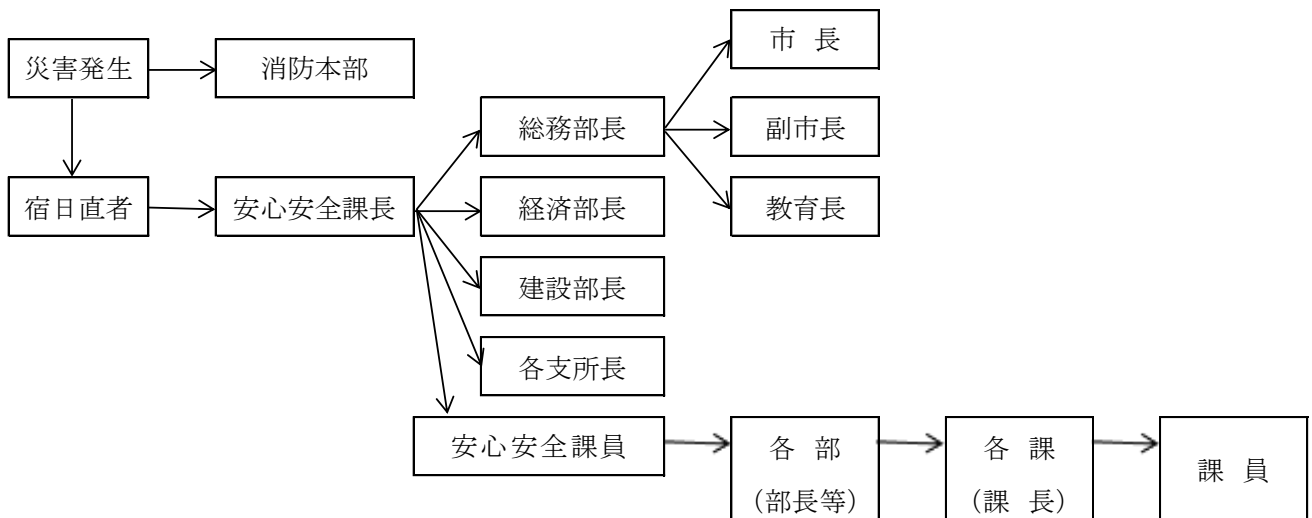 市 長
災害発生
消防本部
総務部長
副市長
宿日直者
安心安全課長
経済部長
教育長
建設部長
各支所長
安心安全課員
各 部
（部長等）
各 課
（課 長）
課 員